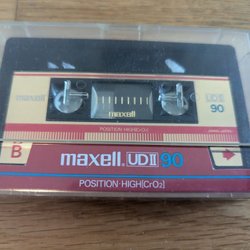 maxell
UDII
90
maxell
POSITION·HIGH[CrO₂]
B
maxell. UDII 90
POSITION·HIGH[CrO₂]